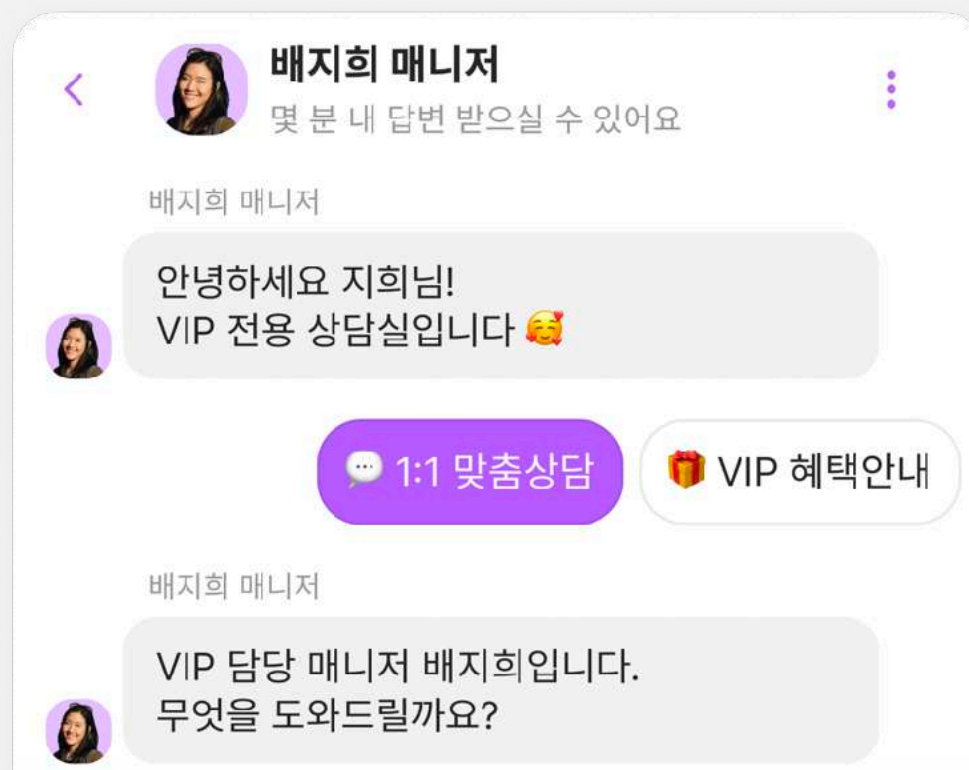 배지희 매니저
몇 분 내 답변 받으실 수 있어요
배지희 매니저
안녕하세요 지희님!
VIP 전용 상담실입니다 🥰
💬 1:1 맞춤상담
🎁 VIP 혜택안내
배지희 매니저
VIP 담당 매니저 배지희입니다.
무엇을 도와드릴까요?